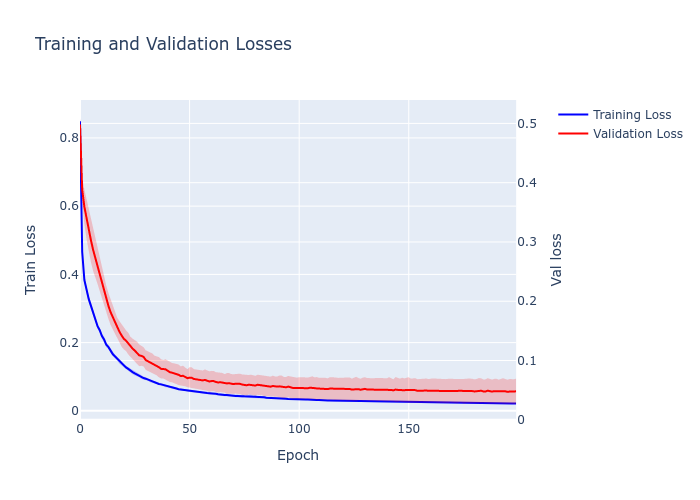 Training and Validation Losses
Training Loss
Validation Loss
0.8
0.6
0.4
0.2
0
0.5
0.4
0.3
0.2
0.1
0
Train Loss
Val loss
0
50
100
150
Epoch